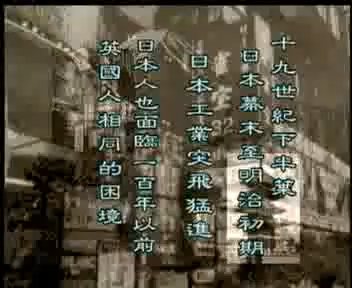 十九世紀下半葉
日本幕末至明治初期
日本工業突飛猛進
日本人也面臨一百年以前
英國人相同的困境